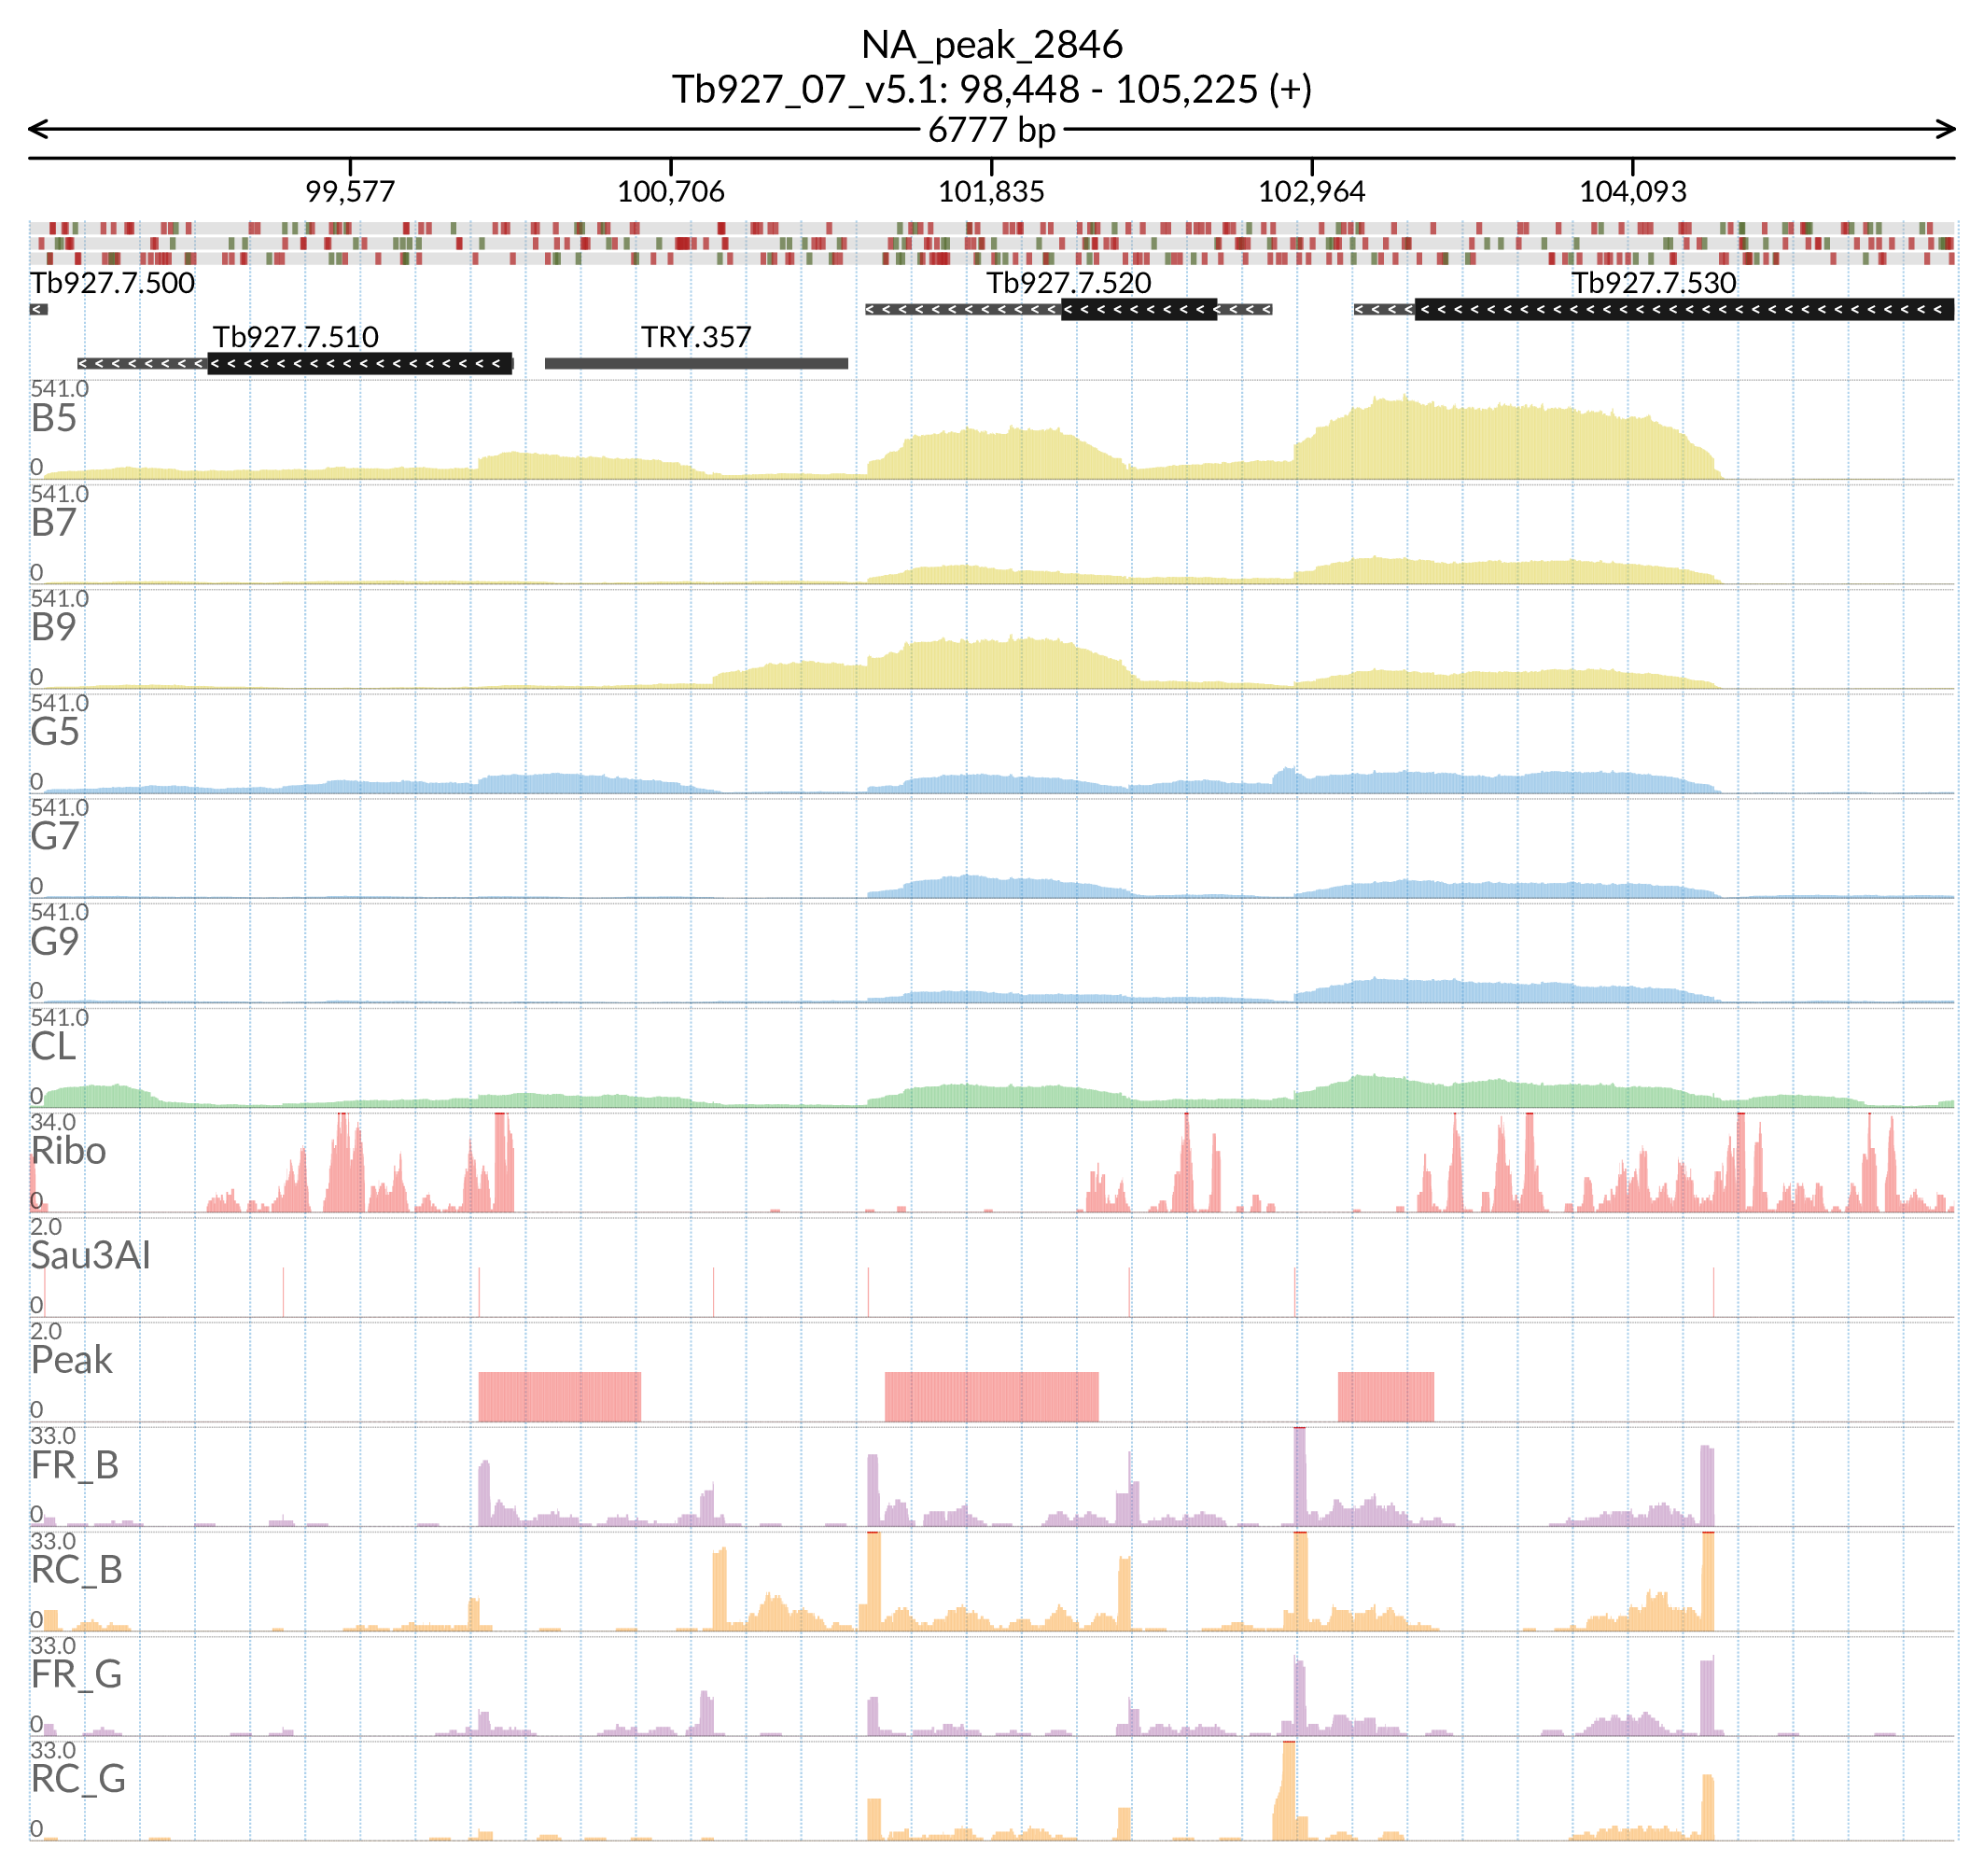 NA_peak_2846
Tb927_07_v5.1: 98,448 - 105,225 (+)
6777 bp
99,577 100,706 101,835 102,964 104,093
Tb927.7.500 Tb927.7.520 Tb927.7.530
Tb927.7.510 TRY.357
541.0
B5
0
541.0
B7
0
541.0
B9
0
541.0
G5
0
541.0
G7
0
541.0
G9
0
541.0
CL
0
34.0
Ribo
0
2.0
Sau3AI
0
2.0
Peak
0
33.0
FR_B
0
33.0
RC_B
0
33.0
FR_G
0
33.0
RC_G
0